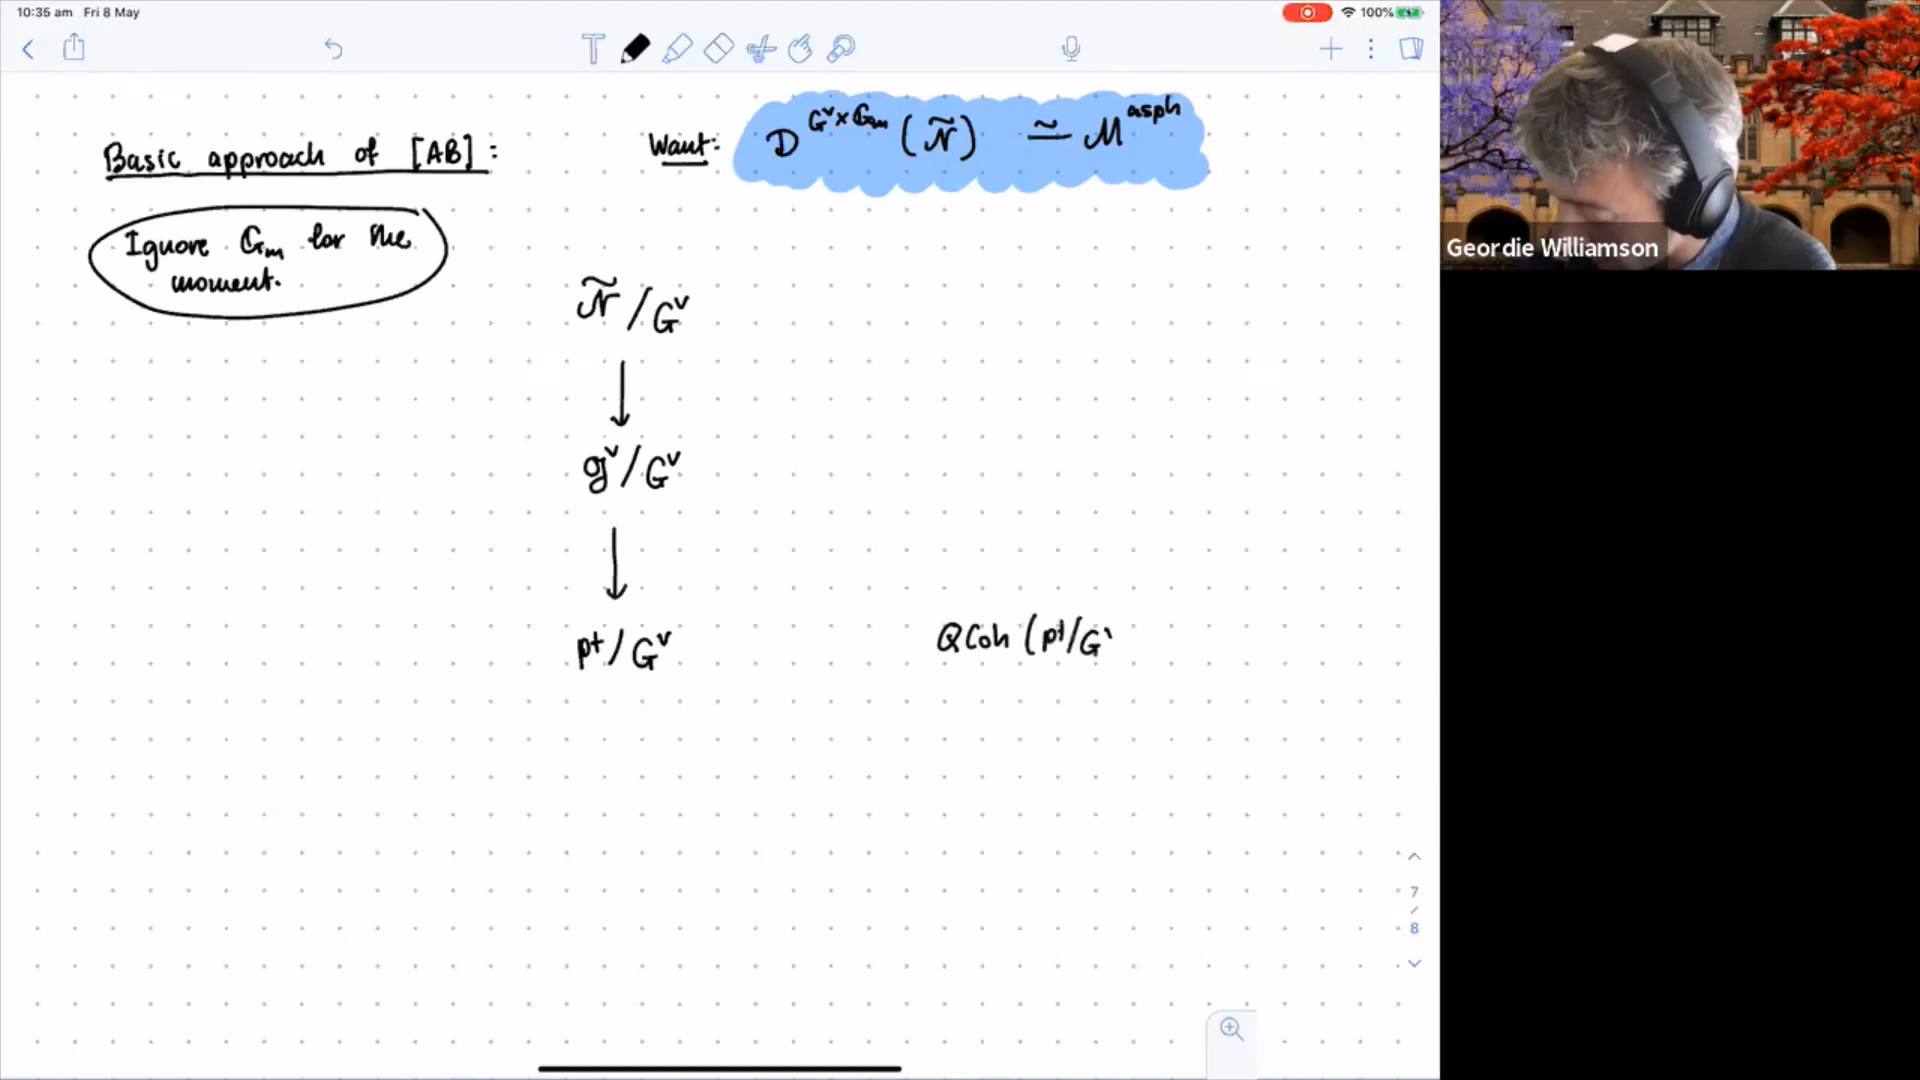 10:35 am Fri 8 May
100%
Basic approach of [AB]:
Want: D^{G^∨×G_m}(Ñ) ≃ M^{asph}
Ignore G_m for the
moment.
Ñ/G^∨
↓
g^∨/G^∨
↓
pt/G^∨
QCoh (pt/G^∨
7
/
8
Geordie Williamson